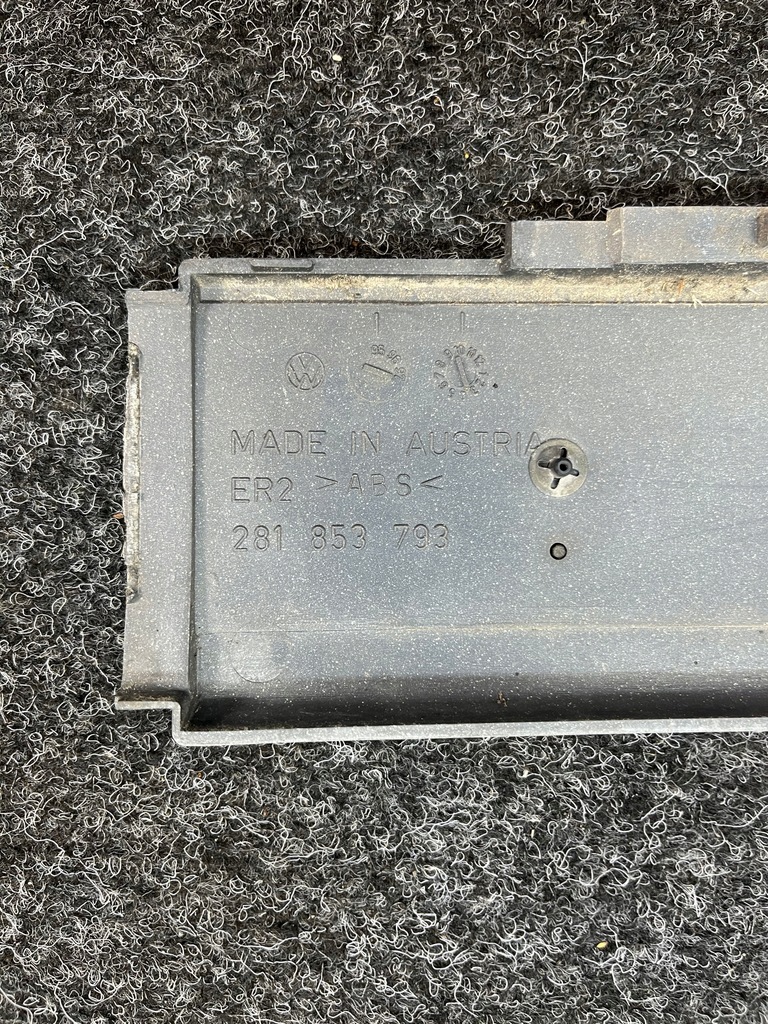 MADE IN AUSTRIA
ER2 >ABS<
281 853 793